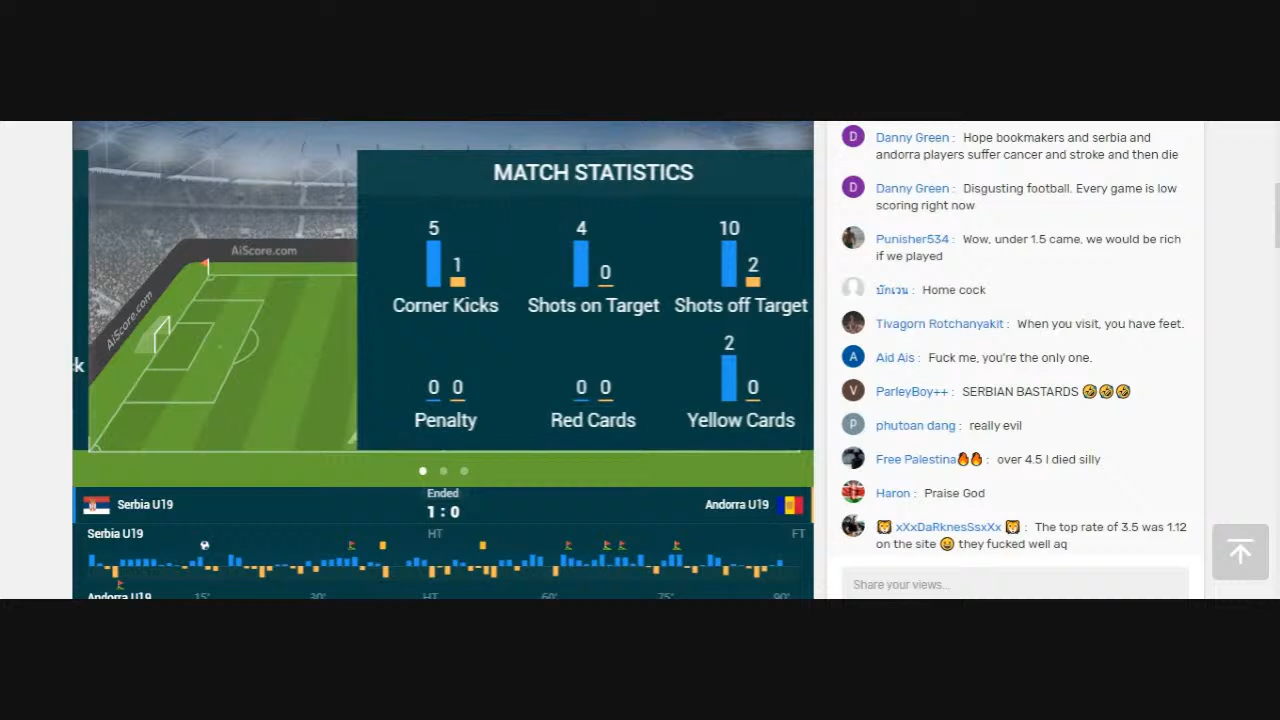 MATCH STATISTICS
AiScore.com
AiScore.com
5
1
Corner Kicks
4
0
Shots on Target
10
2
Shots off Target
0 0
Penalty
0 0
Red Cards
2
0
Yellow Cards
Serbia U19
Ended
1 : 0
Andorra U19
Serbia U19
HT
FT
Andorra U19
15'
30'
HT
60'
75'
90'
D
Danny Green : Hope bookmakers and serbia and
andorra players suffer cancer and stroke and then die
D
Danny Green : Disgusting football. Every game is low
scoring right now
Punisher534 : Wow, under 1.5 came, we would be rich
if we played
บักเวน : Home cock
Tivagorn Rotchanyakit : When you visit, you have feet.
A
Aid Ais : Fuck me, you're the only one.
V
ParleyBoy++ : SERBIAN BASTARDS 🤣🤣🤣
P
phutoan dang : really evil
Free Palestina🔥🔥 : over 4.5 I died silly
Haron : Praise God
🦁 xXxDaRknesSsxXx 🦁 : The top rate of 3.5 was 1.12
on the site 😀 they fucked well aq
Share your views...